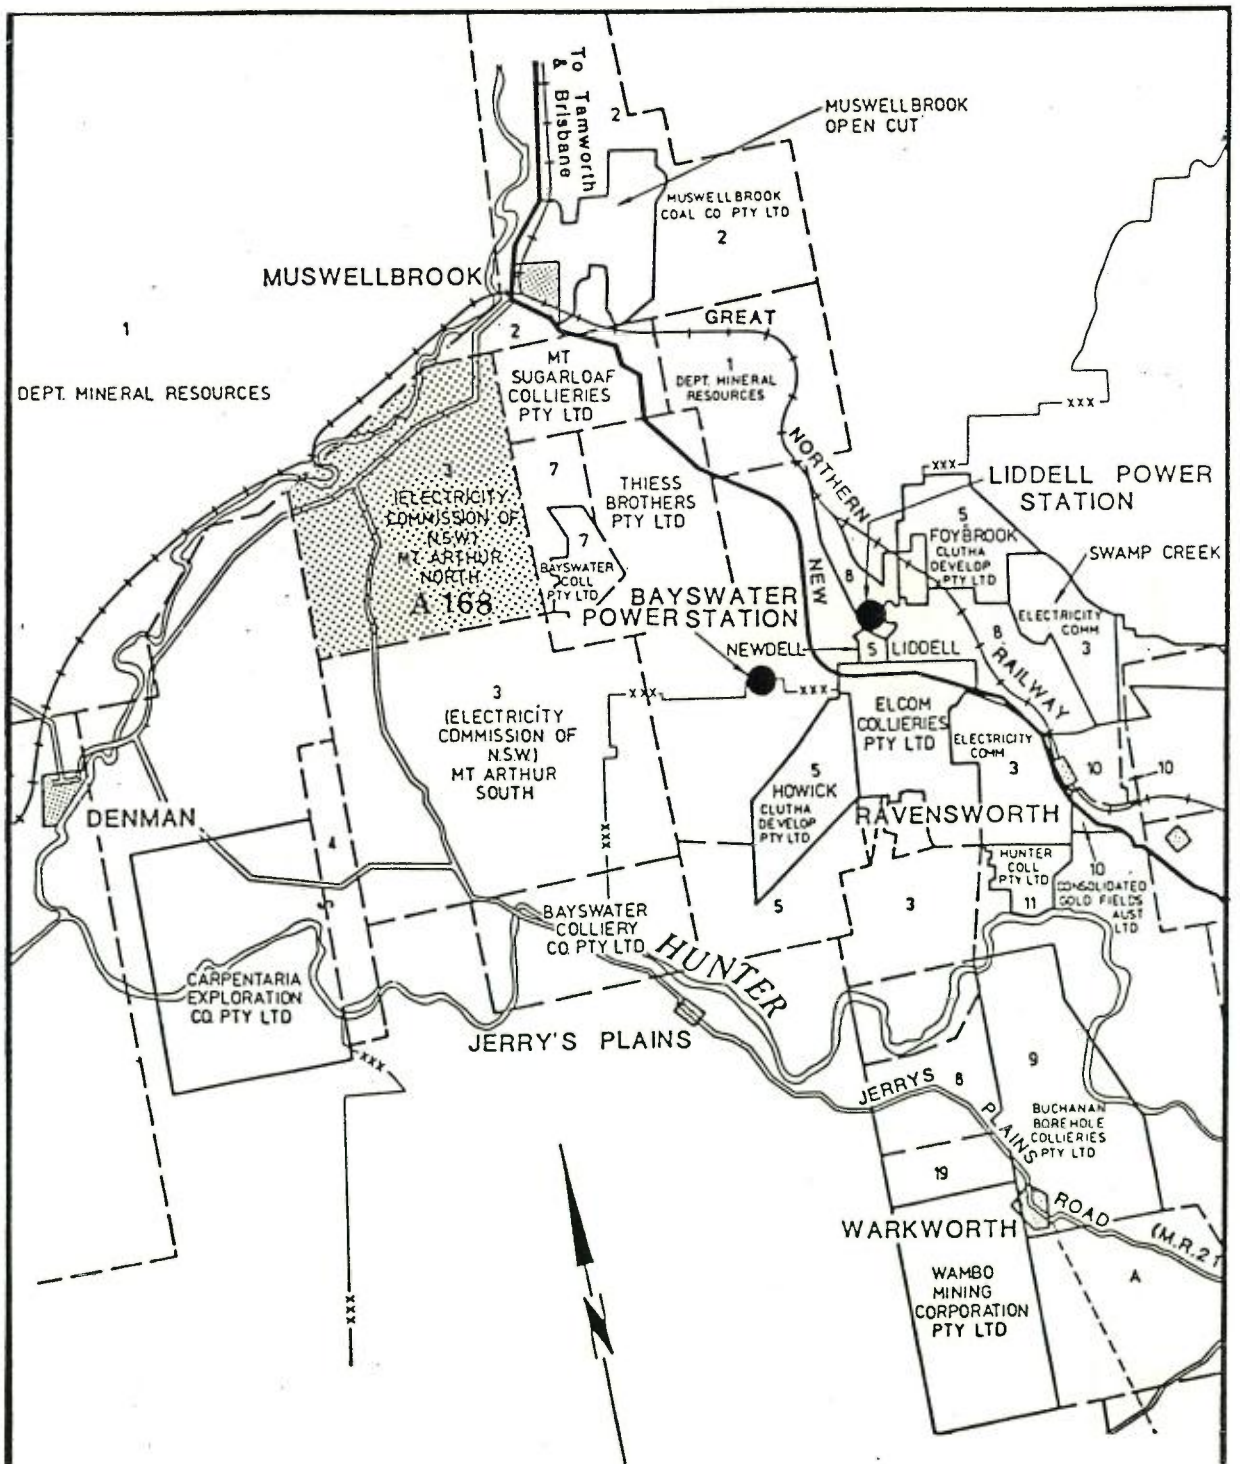 To Tamworth
& Brisbane
2
MUSWELLBROOK
OPEN CUT
MUSWELLBROOK
COAL CO PTY LTD
2
MUSWELLBROOK
1
DEPT. MINERAL RESOURCES
2
GREAT
MT
SUGARLOAF
COLLIERIES
PTY LTD
1
DEPT. MINERAL
RESOURCES
XXX
NORTHERN
XXX
LIDDELL POWER
STATION
3
(ELECTRICITY
COMMISSION OF
N.S.W.)
MT ARTHUR
NORTH
A 168
7
THIESS
BROTHERS
PTY LTD
7
BAYSWATER
COLL
PTY LTD
5
FOYBROOK
CLUTHA
DEVELOP
PTY LTD
SWAMP CREEK
NEW
8
BAYSWATER
POWER STATION
ELECTRICITY
COMM
3
8
NEWDELL
5
LIDDELL
RAILWAY
XXX
XXX
3
(ELECTRICITY
COMMISSION OF
N.S.W.)
MT ARTHUR
SOUTH
ELCOM
COLLIERIES
PTY LTD
ELECTRICITY
COMM
3
10
10
5
HOWICK
CLUTHA
DEVELOP
PTY LTD
RAVENSWORTH
DENMAN
4
XXX
HUNTER
COLL
PTY LTD
11
10
CONSOLIDATED
GOLD FIELDS
AUST
LTD
5
3
BAYSWATER
COLLIERY
CO. PTY LTD
HUNTER
CARPENTARIA
EXPLORATION
CO. PTY LTD
JERRY'S PLAINS
XXX
9
JERRYS
8
PLAINS
BUCHANAN
BOREHOLE
COLLIERIES
PTY LTD
19
ROAD
(M.R.21
WARKWORTH
WAMBO
MINING
CORPORATION
PTY LTD
A
XXX
N